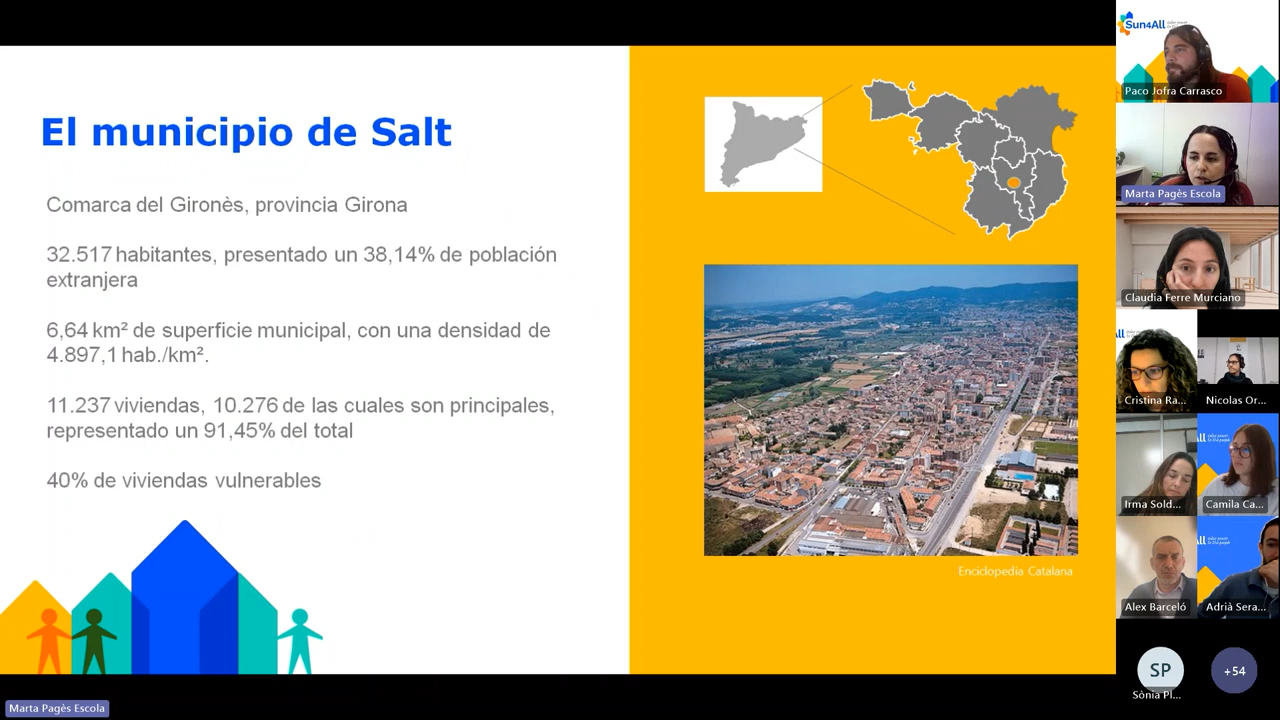 El municipio de Salt
Comarca del Gironès, provincia Girona
32.517 habitantes, presentado un 38,14% de población
extranjera
6,64 km² de superficie municipal, con una densidad de
4.897,1 hab./km².
11.237 viviendas, 10.276 de las cuales son principales,
representado un 91,45% del total
40% de viviendas vulnerables
Enciclopedia Catalana
Marta Pagès Escola
Sun4All
Paco Jofra Carrasco
Marta Pagès Escola
Claudia Ferre Murciano
All
Cristina Ra...
Nicolas Or...
All
Irma Sold...
Camila Ca...
All
Alex Barceló
Adrià Sera...
SP
Sònia Pl...
+54